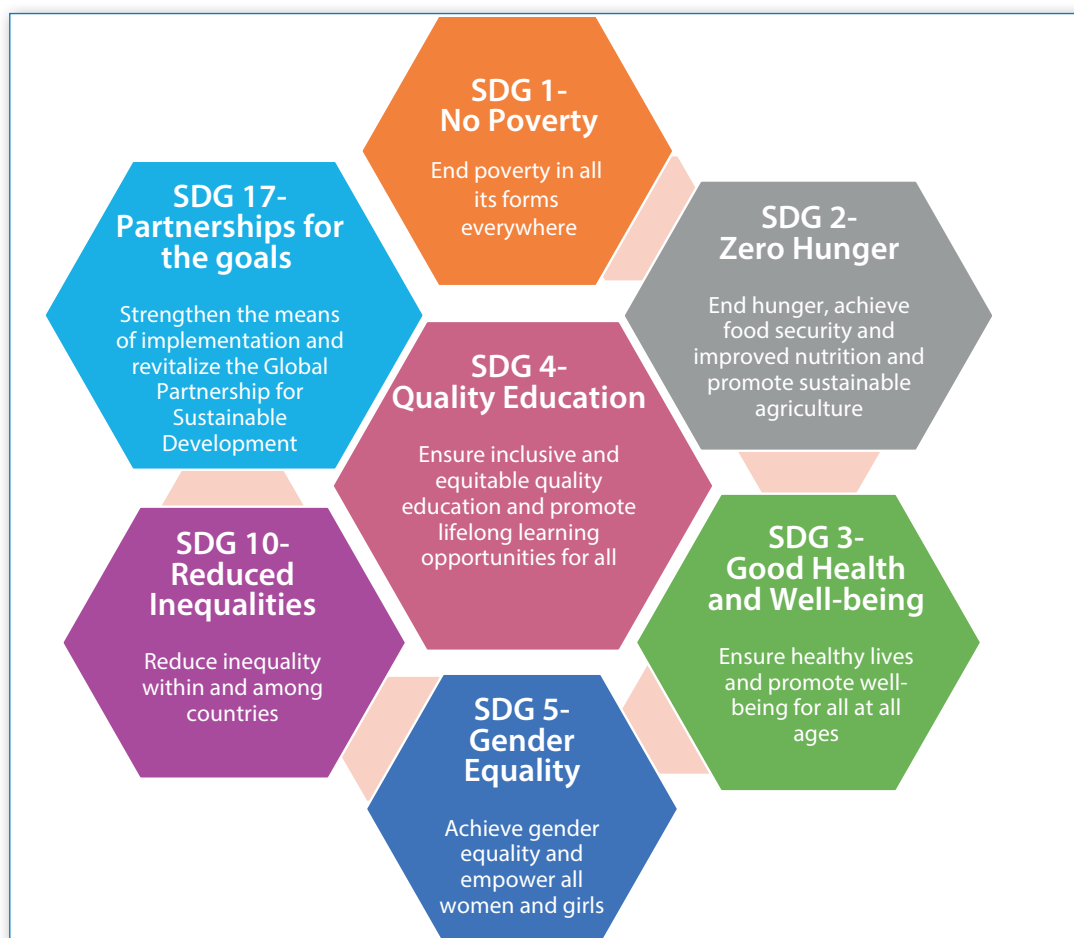 SDG 1-
No Poverty
End poverty in all
its forms
everywhere
SDG 2-
Zero Hunger
End hunger, achieve
food security and
improved nutrition and
promote sustainable
agriculture
SDG 3-
Good Health
and Well-being
Ensure healthy lives
and promote well-
being for all at all
ages
SDG 5-
Gender
Equality
Achieve gender
equality and
empower all
women and girls
SDG 10-
Reduced
Inequalities
Reduce inequality
within and among
countries
SDG 17-
Partnerships for
the goals
Strengthen the means
of implementation and
revitalize the Global
Partnership for
Sustainable
Development
SDG 4-
Quality Education
Ensure inclusive and
equitable quality
education and promote
lifelong learning
opportunities for all